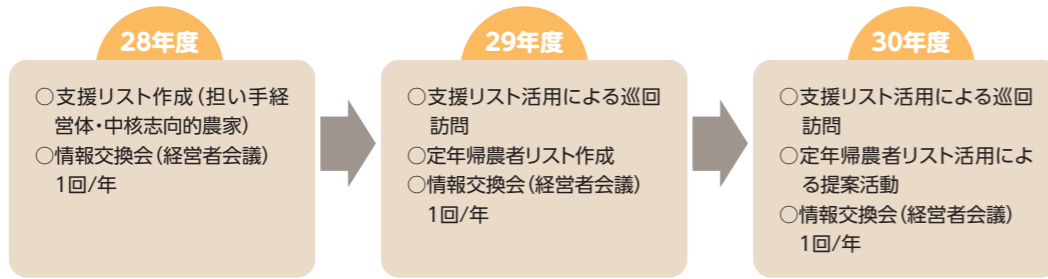 28年度
○支援リスト作成（担い手経
営体・中核志向的農家）
○情報交換会（経営者会議）
1回/年
29年度
○支援リスト活用による巡回
訪問
○定年帰農者リスト作成
○情報交換会（経営者会議）
1回/年
30年度
○支援リスト活用による巡回
訪問
○定年帰農者リスト活用によ
る提案活動
○情報交換会（経営者会議）
1回/年